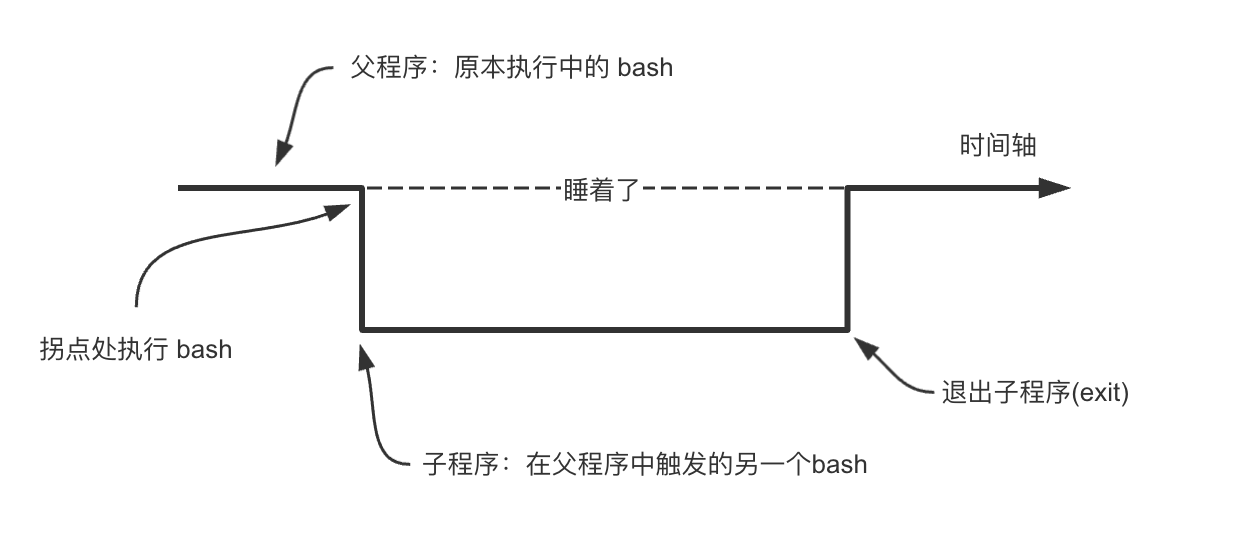 父程序：原本执行中的 bash
时间轴
睡着了
拐点处执行 bash
退出子程序(exit)
子程序：在父程序中触发的另一个bash